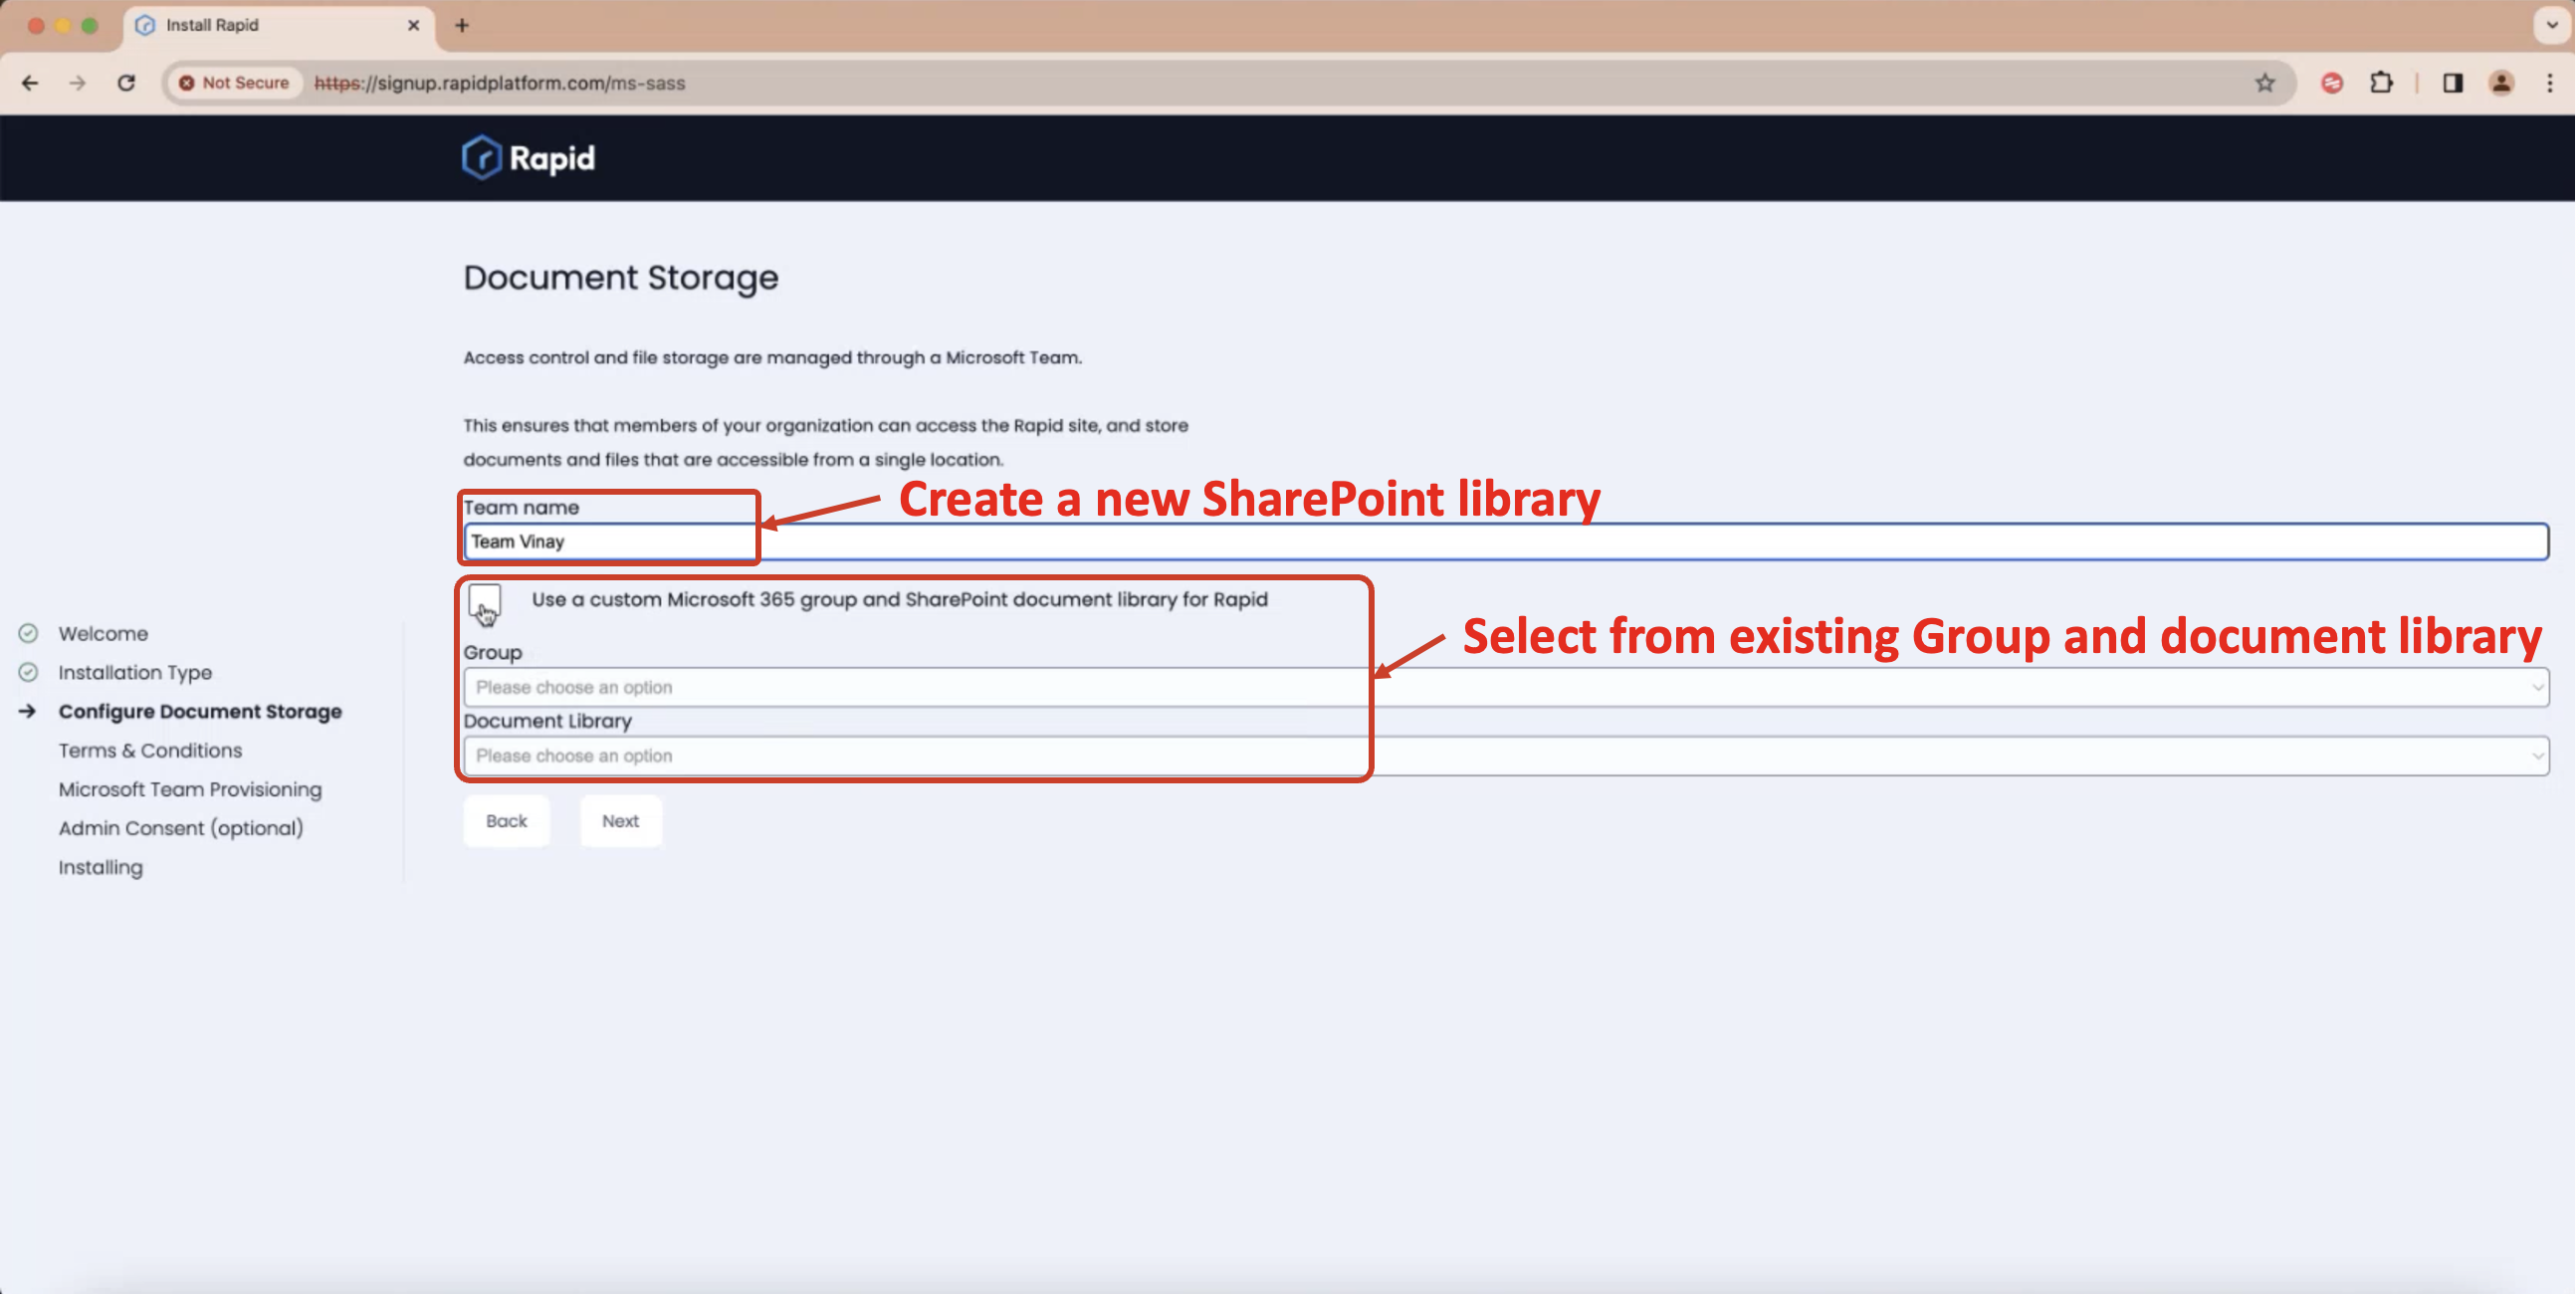 Install Rapid
Not Secure https://signup.rapidplatform.com/ms-sass
Rapid
Document Storage
Access control and file storage are managed through a Microsoft Team.
This ensures that members of your organization can access the Rapid site, and store
documents and files that are accessible from a single location.
Create a new SharePoint library
Team name
Team Vinay
Use a custom Microsoft 365 group and SharePoint document library for Rapid
Select from existing Group and document library
Group
Please choose an option
Document Library
Please choose an option
Back Next
Welcome
Installation Type
Configure Document Storage
Terms & Conditions
Microsoft Team Provisioning
Admin Consent (optional)
Installing